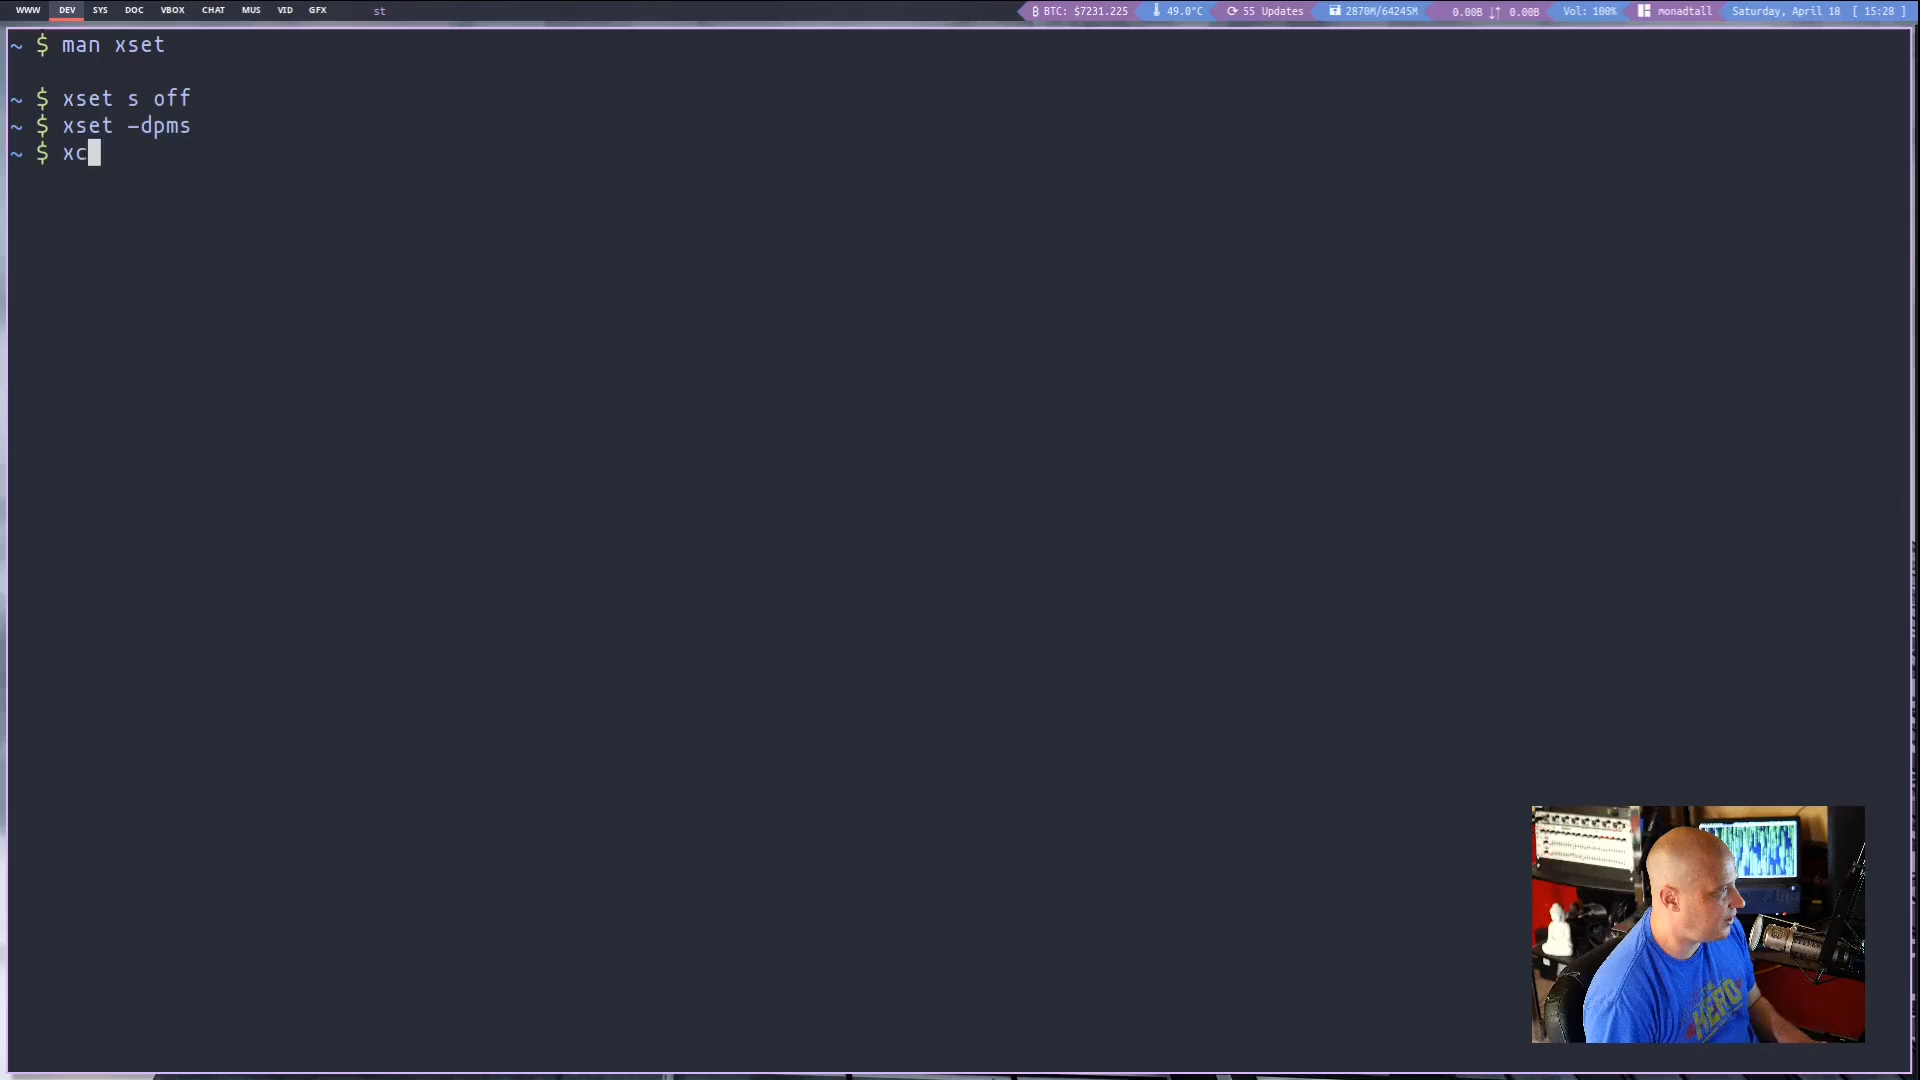 WWW DEV SYS DOC VBOX CHAT MUS VID GFX st BTC: $7231.225 49.0°C 55 Updates 2870M/64245M 0.00B ↓↑ 0.00B Vol: 100% monadtall Saturday, April 18 [ 15:28 ]
~ $ man xset
~ $ xset s off
~ $ xset -dpms
~ $ xc
HERO